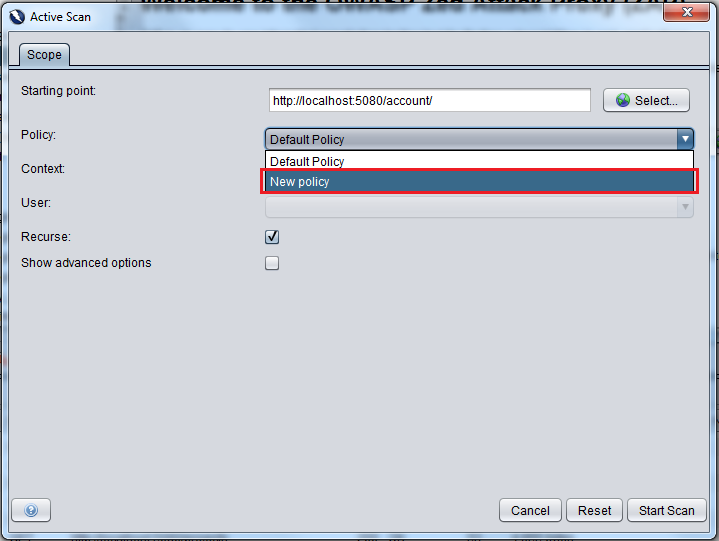 Active Scan
Scope
Starting point:
http://localhost:5080/account/
Select...
Policy:
Default Policy
Default Policy
Context:
New policy
User:
Recurse:
Show advanced options
Cancel
Reset
Start Scan